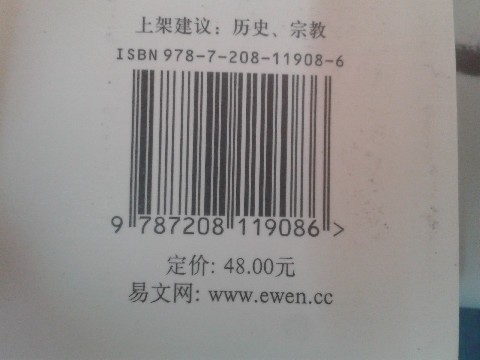 上架建议：历史、宗教
ISBN 978-7-208-11908-6
9 787208 119086 >
定价: 48.00元
易文网: www.ewen.cc